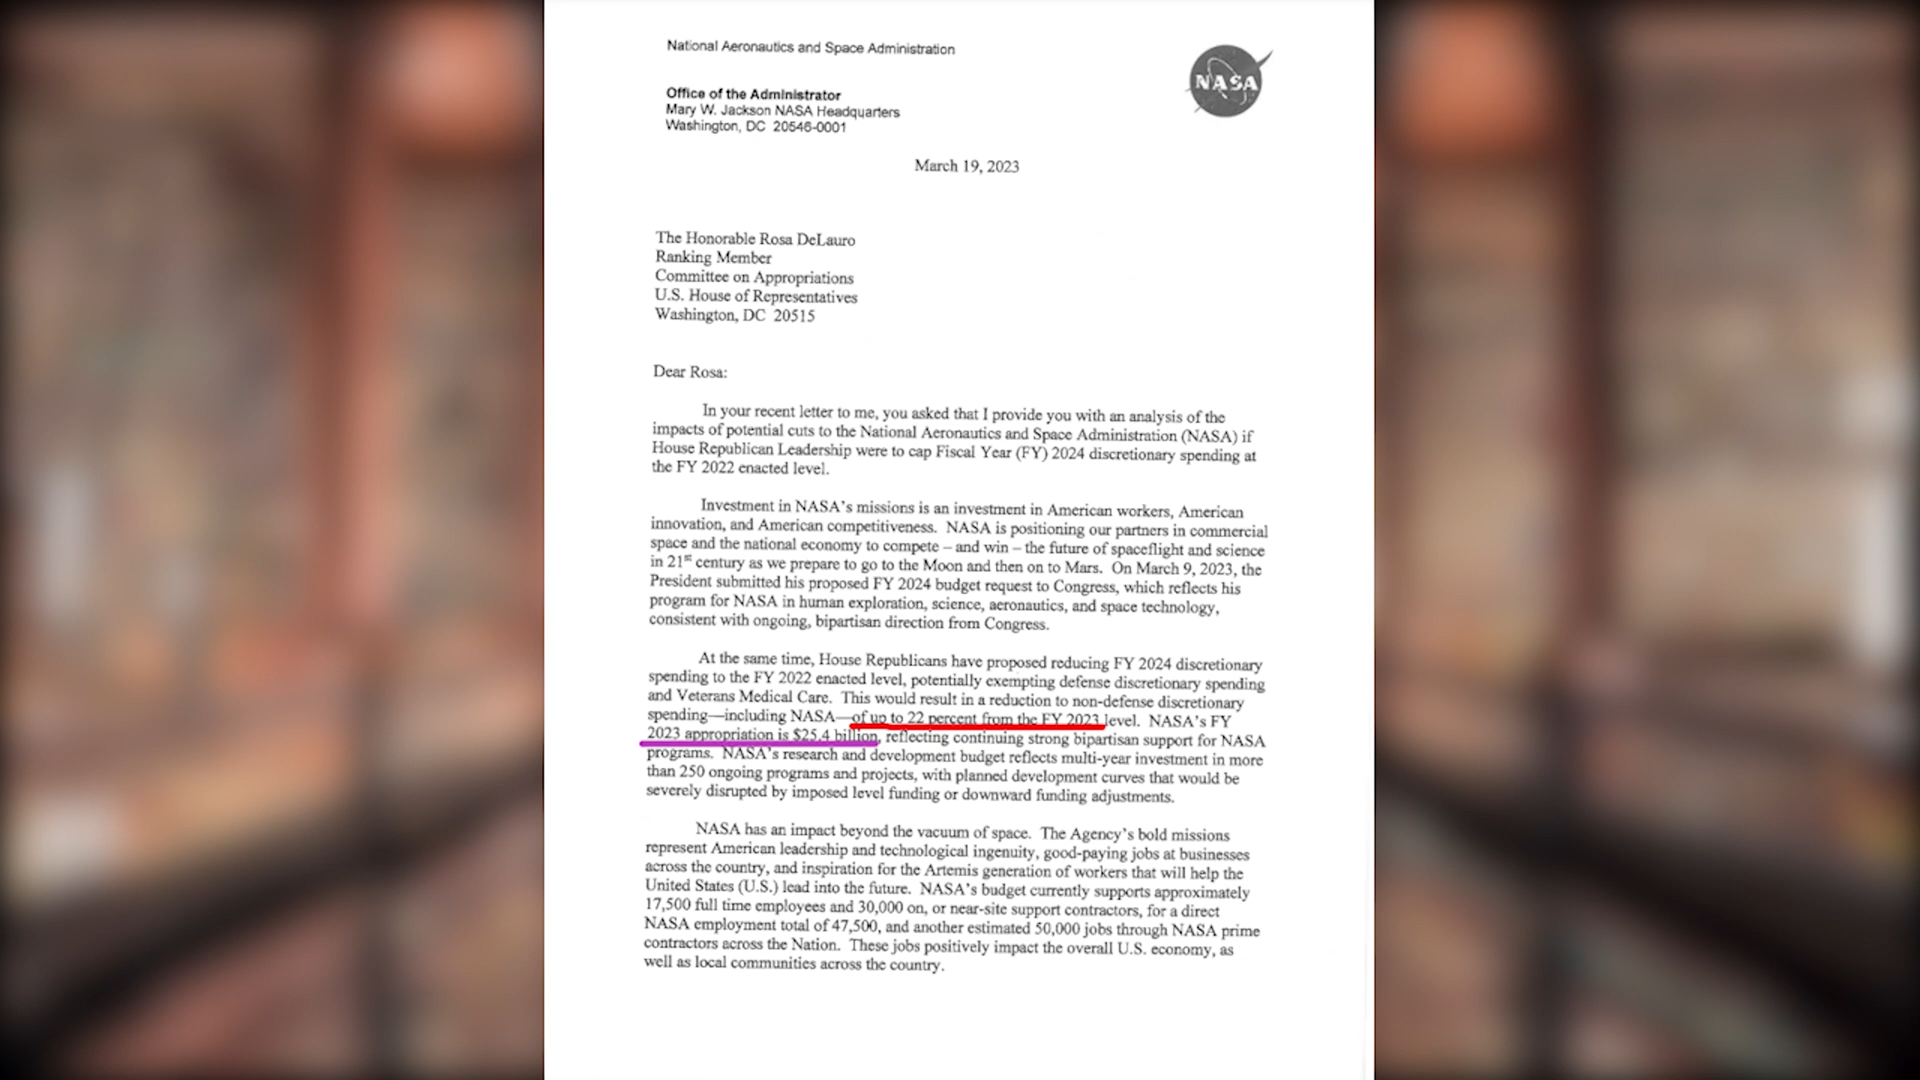 National Aeronautics and Space Administration
NASA
Office of the Administrator
Mary W. Jackson NASA Headquarters
Washington, DC 20546-0001
March 19, 2023
The Honorable Rosa DeLauro
Ranking Member
Committee on Appropriations
U.S. House of Representatives
Washington, DC 20515
Dear Rosa:
In your recent letter to me, you asked that I provide you with an analysis of the
impacts of potential cuts to the National Aeronautics and Space Administration (NASA) if
House Republican Leadership were to cap Fiscal Year (FY) 2024 discretionary spending at
the FY 2022 enacted level.
Investment in NASA's missions is an investment in American workers, American
innovation, and American competitiveness. NASA is positioning our partners in commercial
space and the national economy to compete – and win – the future of spaceflight and science
in 21st century as we prepare to go to the Moon and then on to Mars. On March 9, 2023, the
President submitted his proposed FY 2024 budget request to Congress, which reflects his
program for NASA in human exploration, science, aeronautics, and space technology,
consistent with ongoing, bipartisan direction from Congress.
At the same time, House Republicans have proposed reducing FY 2024 discretionary
spending to the FY 2022 enacted level, potentially exempting defense discretionary spending
and Veterans Medical Care. This would result in a reduction to non-defense discretionary
spending—including NASA—of up to 22 percent from the FY 2023 level. NASA's FY
2023 appropriation is $25.4 billion, reflecting continuing strong bipartisan support for NASA
programs. NASA's research and development budget reflects multi-year investment in more
than 250 ongoing programs and projects, with planned development curves that would be
severely disrupted by imposed level funding or downward funding adjustments.
NASA has an impact beyond the vacuum of space. The Agency's bold missions
represent American leadership and technological ingenuity, good-paying jobs at businesses
across the country, and inspiration for the Artemis generation of workers that will help the
United States (U.S.) lead into the future. NASA's budget currently supports approximately
17,500 full time employees and 30,000 on, or near-site support contractors, for a direct
NASA employment total of 47,500, and another estimated 50,000 jobs through NASA prime
contractors across the Nation. These jobs positively impact the overall U.S. economy, as
well as local communities across the country.